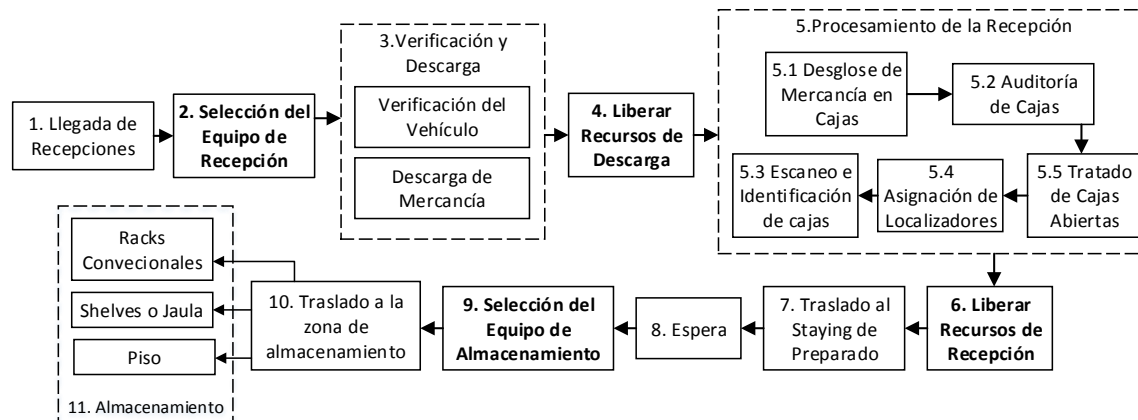 1. Llegada de
Recepciones
2. Selección del
Equipo de
Recepción
3.Verificación y
Descarga
Verificación del
Vehículo
Descarga de
Mercancía
4. Liberar
Recursos de
Descarga
5.Procesamiento de la Recepción
5.1 Desglose de
Mercancía en
Cajas
5.2 Auditoría
de Cajas
5.3 Escaneo e
Identificación
de cajas
5.4
Asignación de
Localizadores
5.5 Tratado
de Cajas
Abiertas
6. Liberar
Recursos de
Recepción
7. Traslado al
Staying de
Preparado
8. Espera
9. Selección del
Equipo de
Almacenamiento
10. Traslado a la
zona de
almacenamiento
Racks
Convecionales
Shelves o Jaula
Piso
11. Almacenamiento